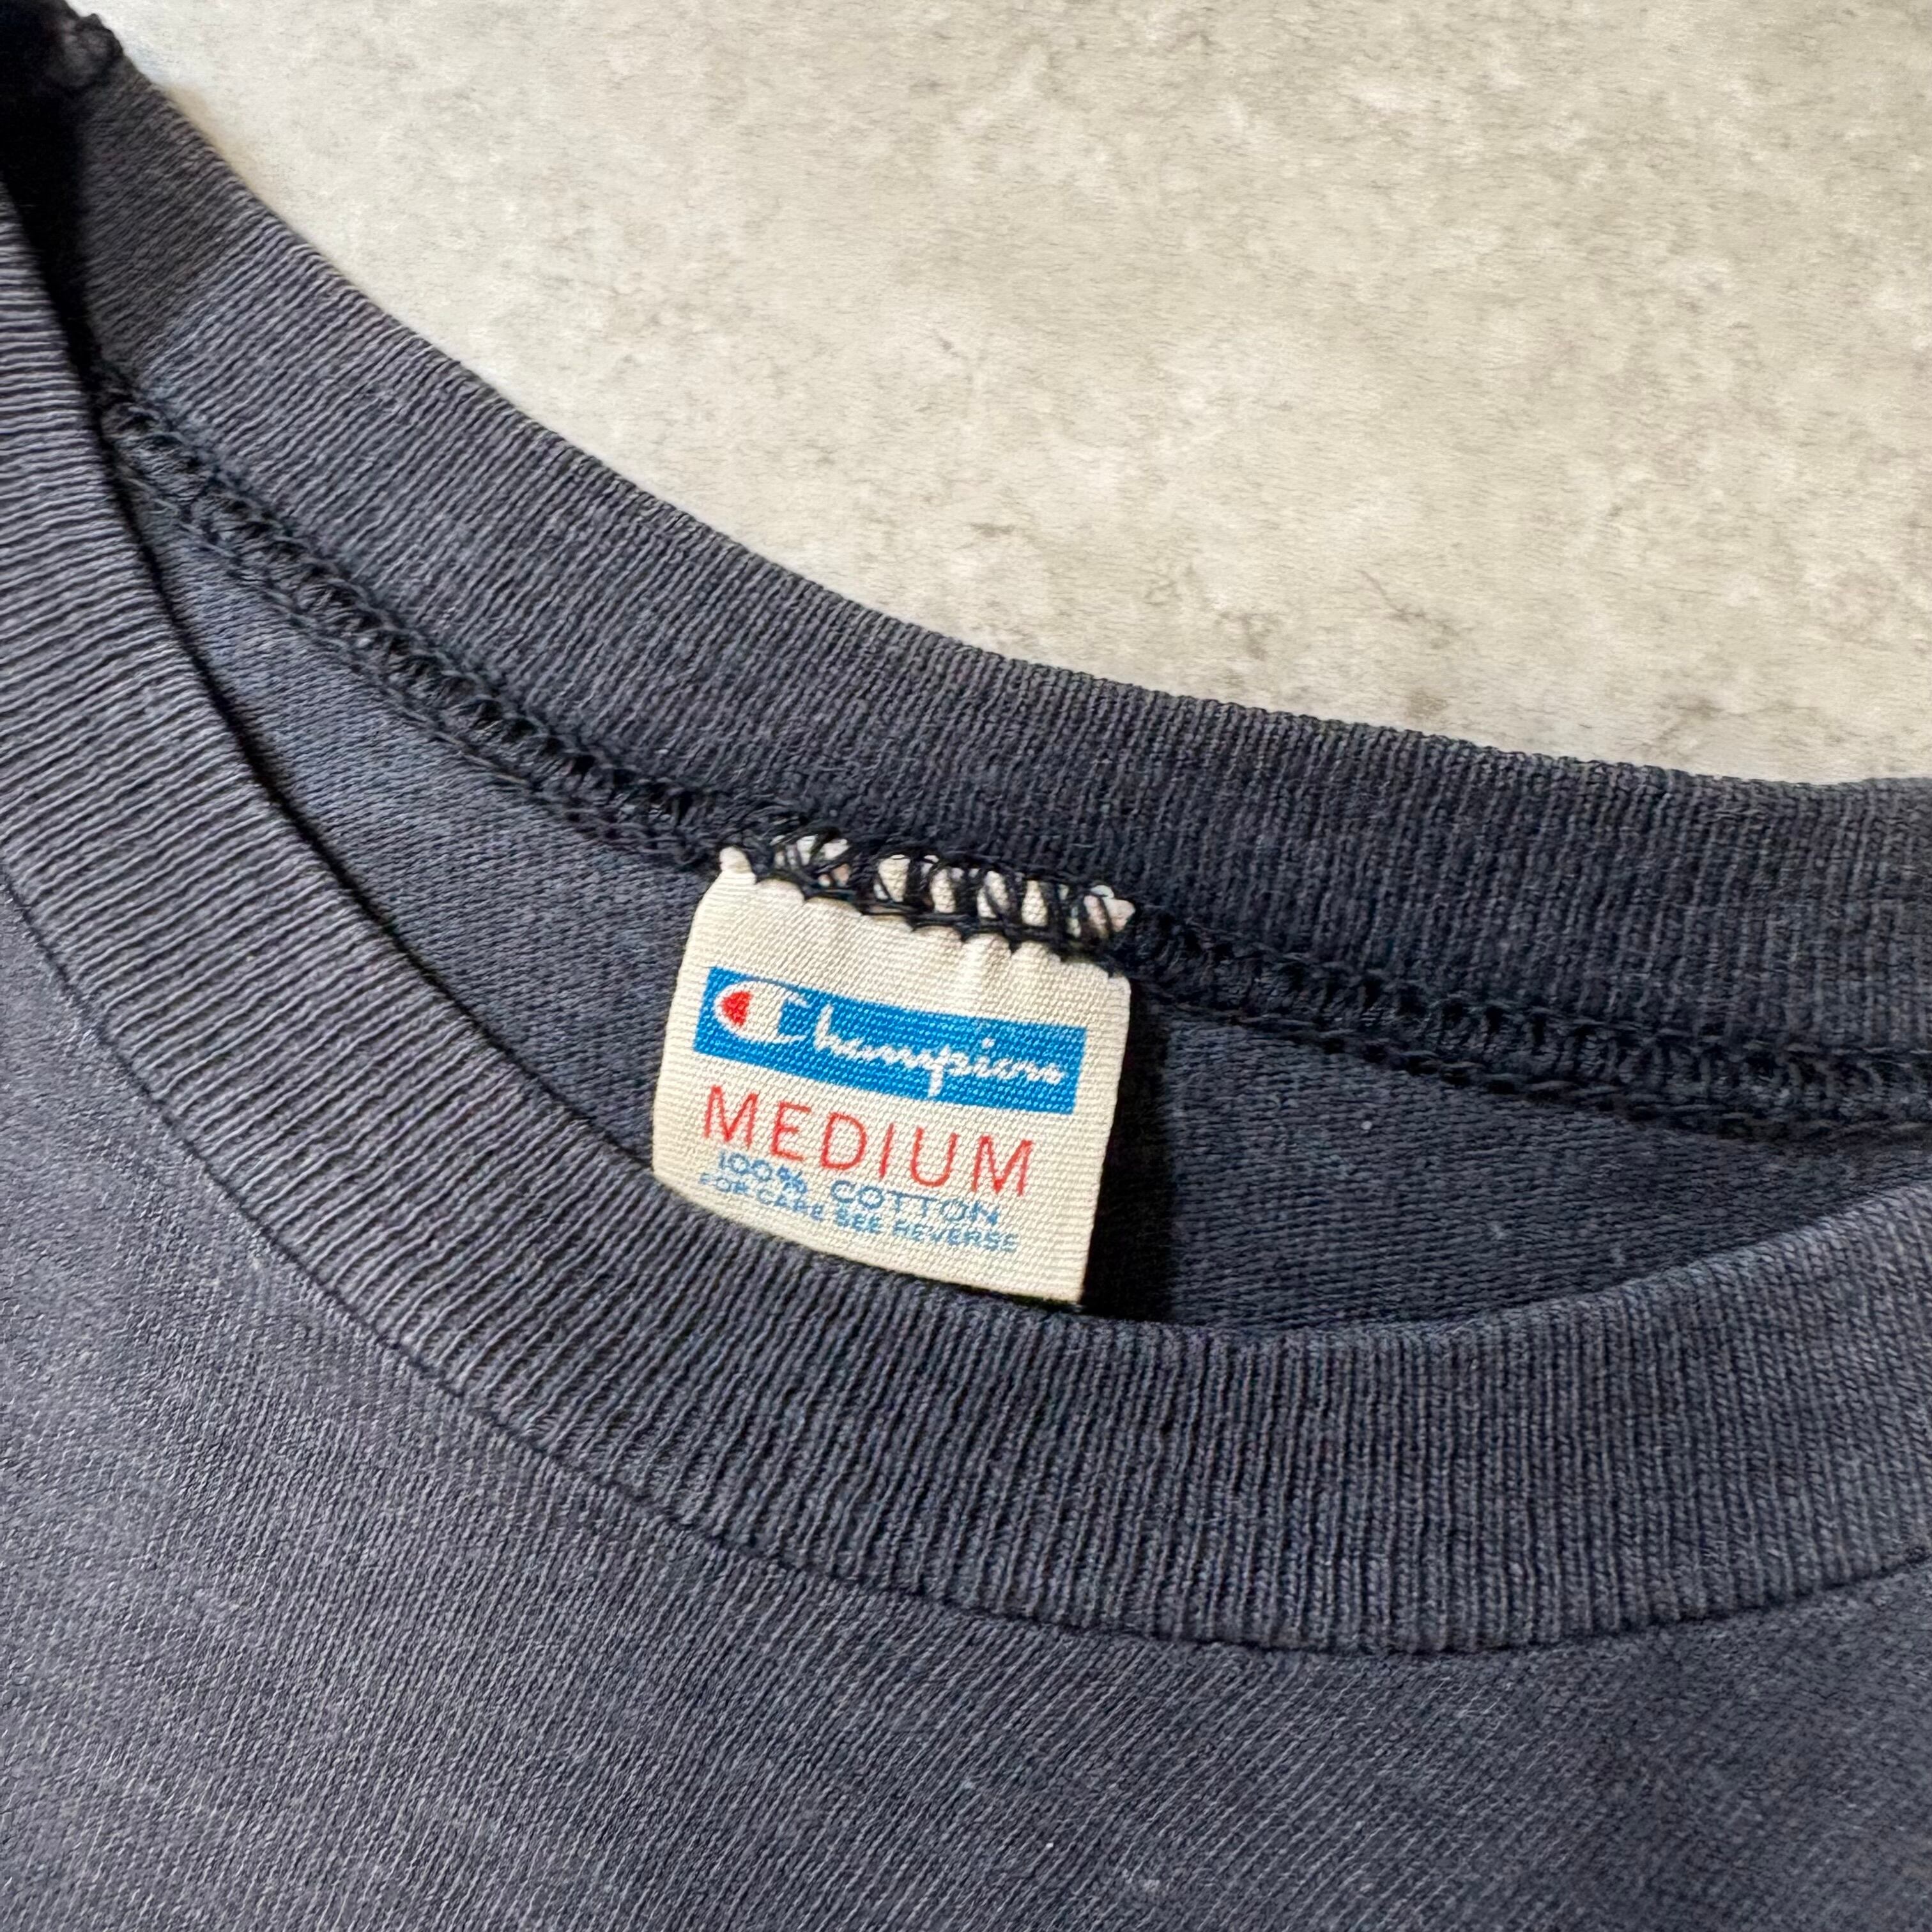 Champion
MEDIUM
100% COTTON
FOR CARE SEE REVERSE